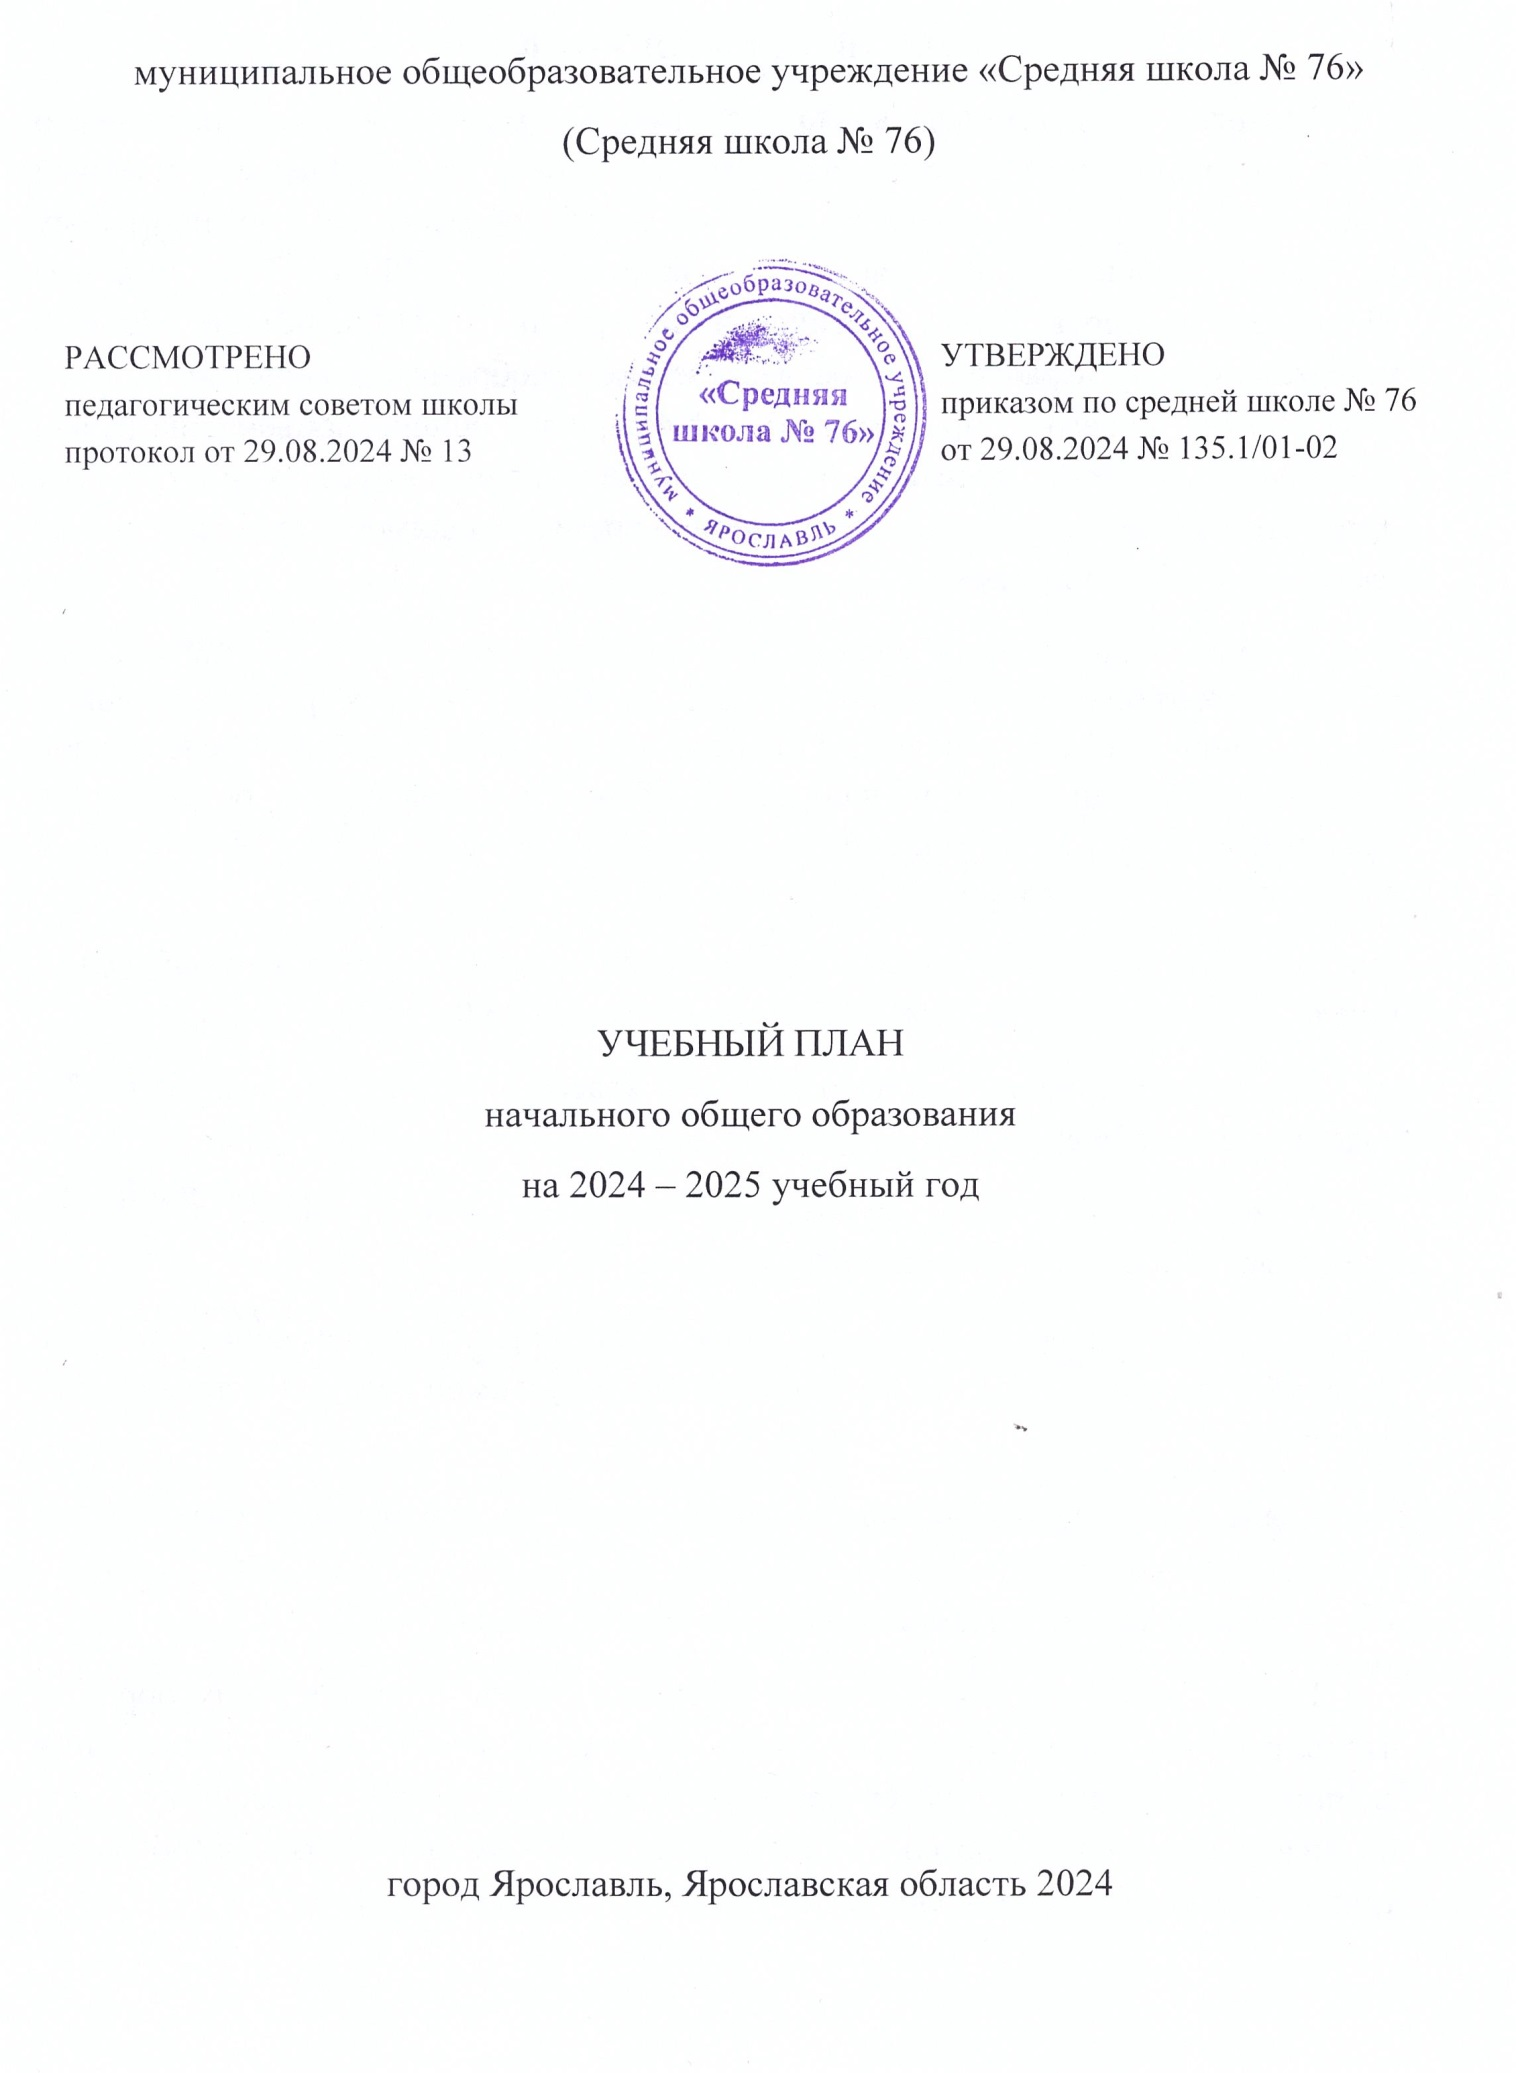 муниципальное общеобразовательное учреждение «Средняя школа № 76»
(Средняя школа № 76)
РАССМОТРЕНО
педагогическим советом школы
протокол от 29.08.2024 № 13
муниципальное общеобразовательное учреждение
* ЯРОСЛАВЛЬ *
«Средняя
школа № 76»
УТВЕРЖДЕНО
приказом по средней школе № 76
от 29.08.2024 № 135.1/01-02
УЧЕБНЫЙ ПЛАН
начального общего образования
на 2024 – 2025 учебный год
город Ярославль, Ярославская область 2024